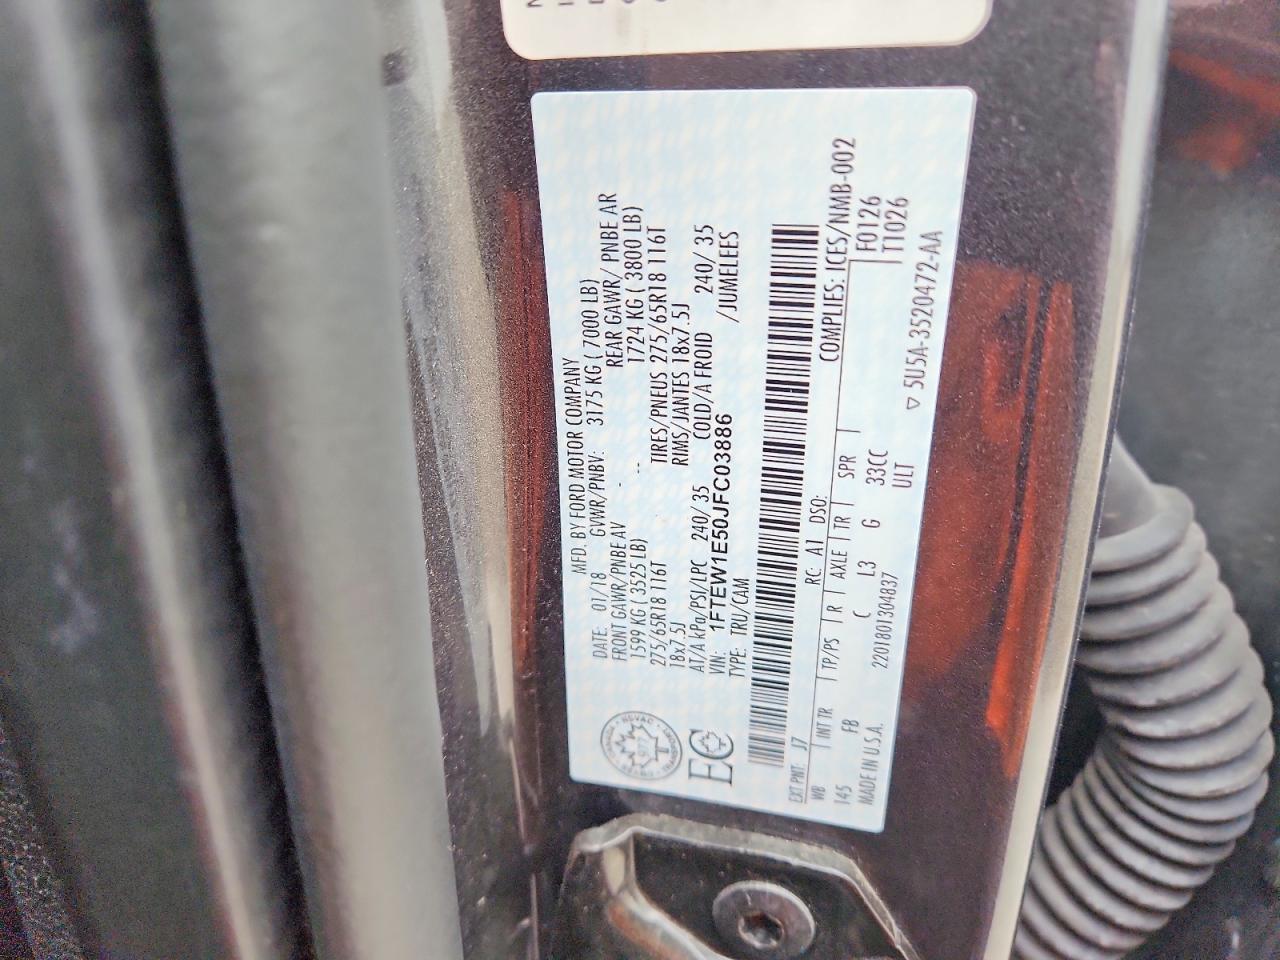 MFD. BY FORD MOTOR COMPANY
DATE: 01/18 GVWR/PNBV: 3175 KG ( 7000 LB)
FRONT GAWR/PNBE AV - -- REAR GAWR/ PNBE AR
1599 KG ( 3525 LB) 1724 KG ( 3800 LB)
275/65R18 116T TIRES/PNEUS 275/65R18 116T
18x7.5J RIMS/JANTES 18x7.5J
AT/A kPa/PSI/LPC 240/ 35 COLD/A FROID 240/ 35
VIN: 1FTEW1E50JFC03886 /JUMELEES
TYPE: TRU/CAM
EC
EXT PNT: J7 RC: A1 DSO: COMPLIES: ICES/NMB-002
WB INT TR TP/PS R AXLE TR SPR F0126
145 FB C L3 G 33CC T1026
ULT
MADE IN U.S.A. 2201801304837 ▽ 5U5A-3520472-AA